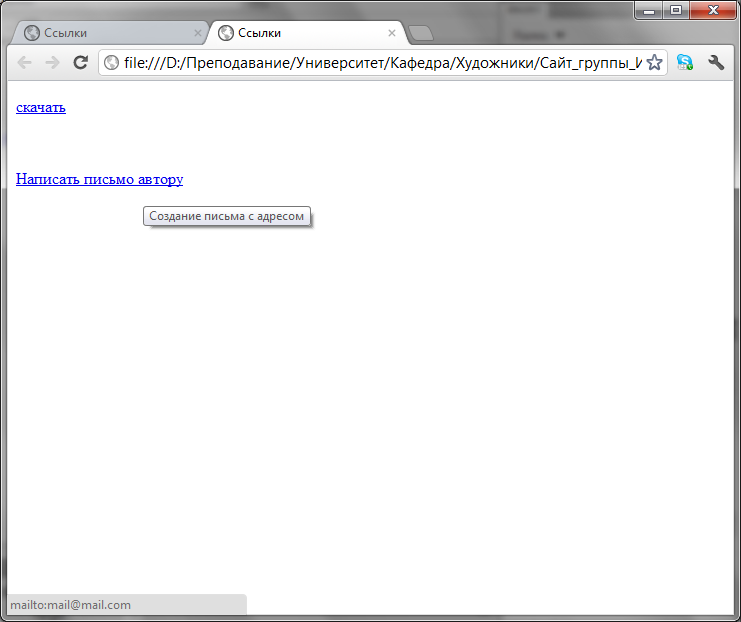 Ссылки
Ссылки
file:///D:/Преподавание/Университет/Кафедра/Художники/Сайт_группы_И
скачать
Написать письмо автору
Создание письма с адресом
mailto:mail@mail.com